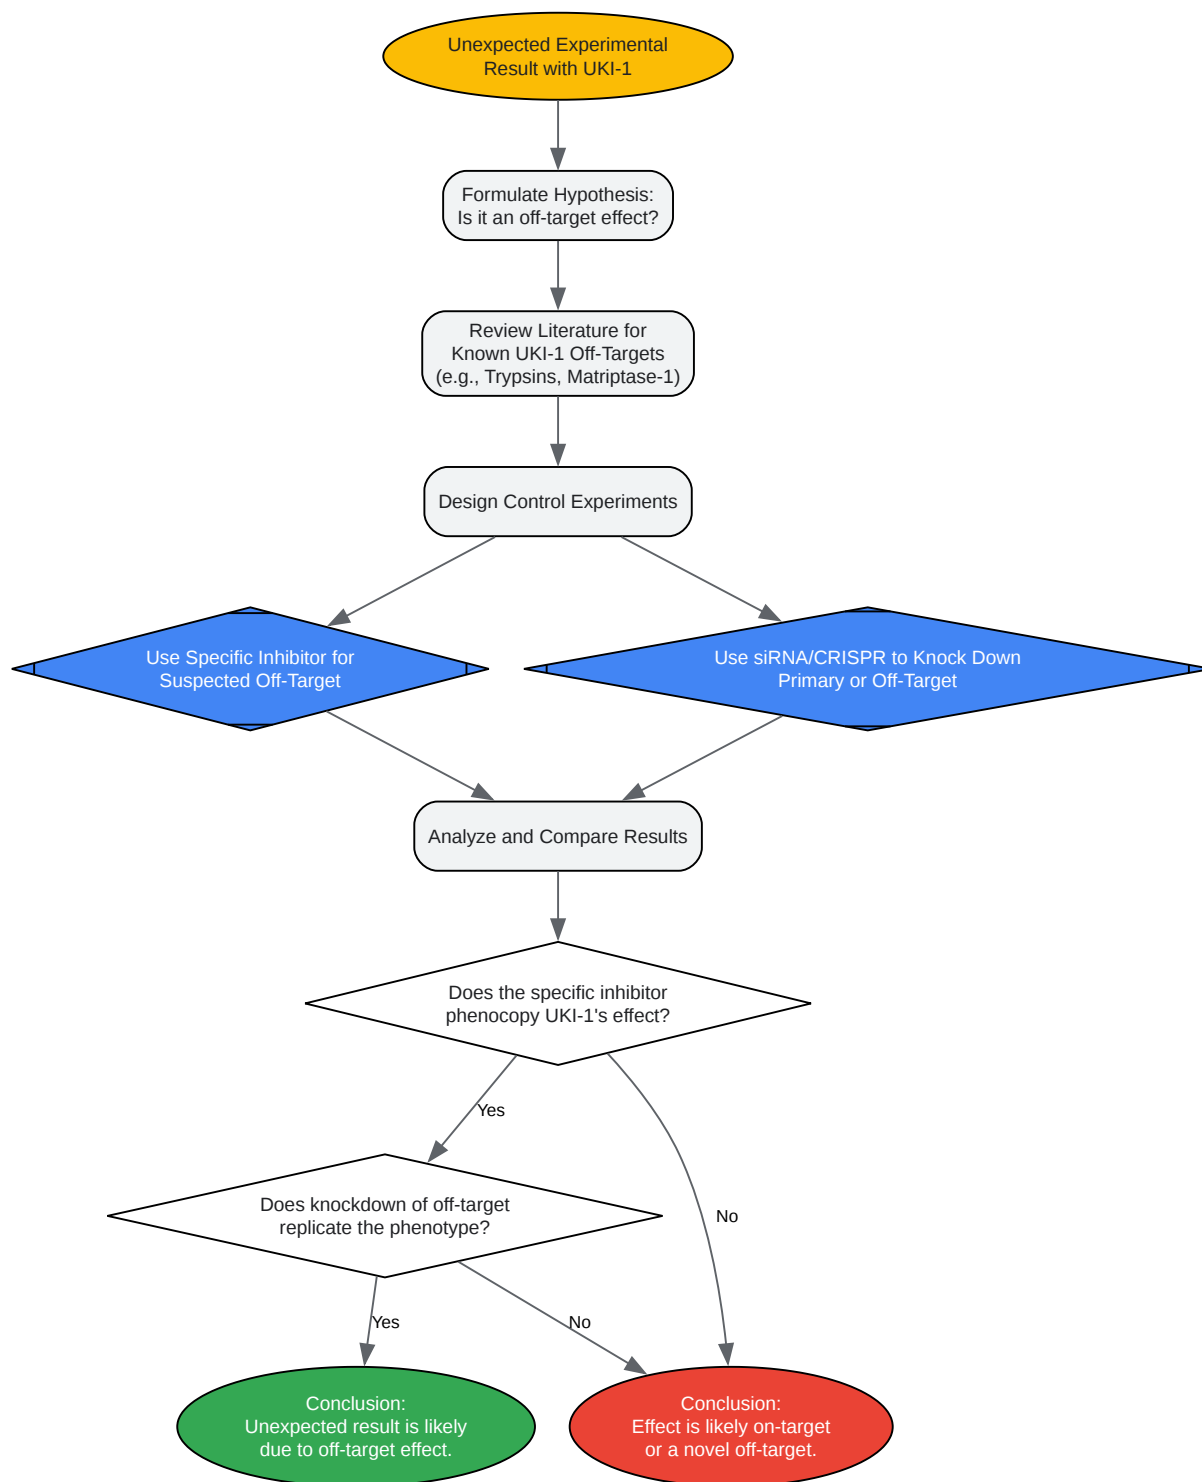 Unexpected Experimental
Result with UKI-1
Formulate Hypothesis:
Is it an off-target effect?
Review Literature for
Known UKI-1 Off-Targets
(e.g., Trypsins, Matriptase-1)
Design Control Experiments
Use Specific Inhibitor for
Suspected Off-Target
Use siRNA/CRISPR to Knock Down
Primary or Off-Target
Analyze and Compare Results
Does the specific inhibitor
phenocopy UKI-1's effect?
Yes
No
Does knockdown of off-target
replicate the phenotype?
Yes
No
Conclusion:
Unexpected result is likely
due to off-target effect.
Conclusion:
Effect is likely on-target
or a novel off-target.